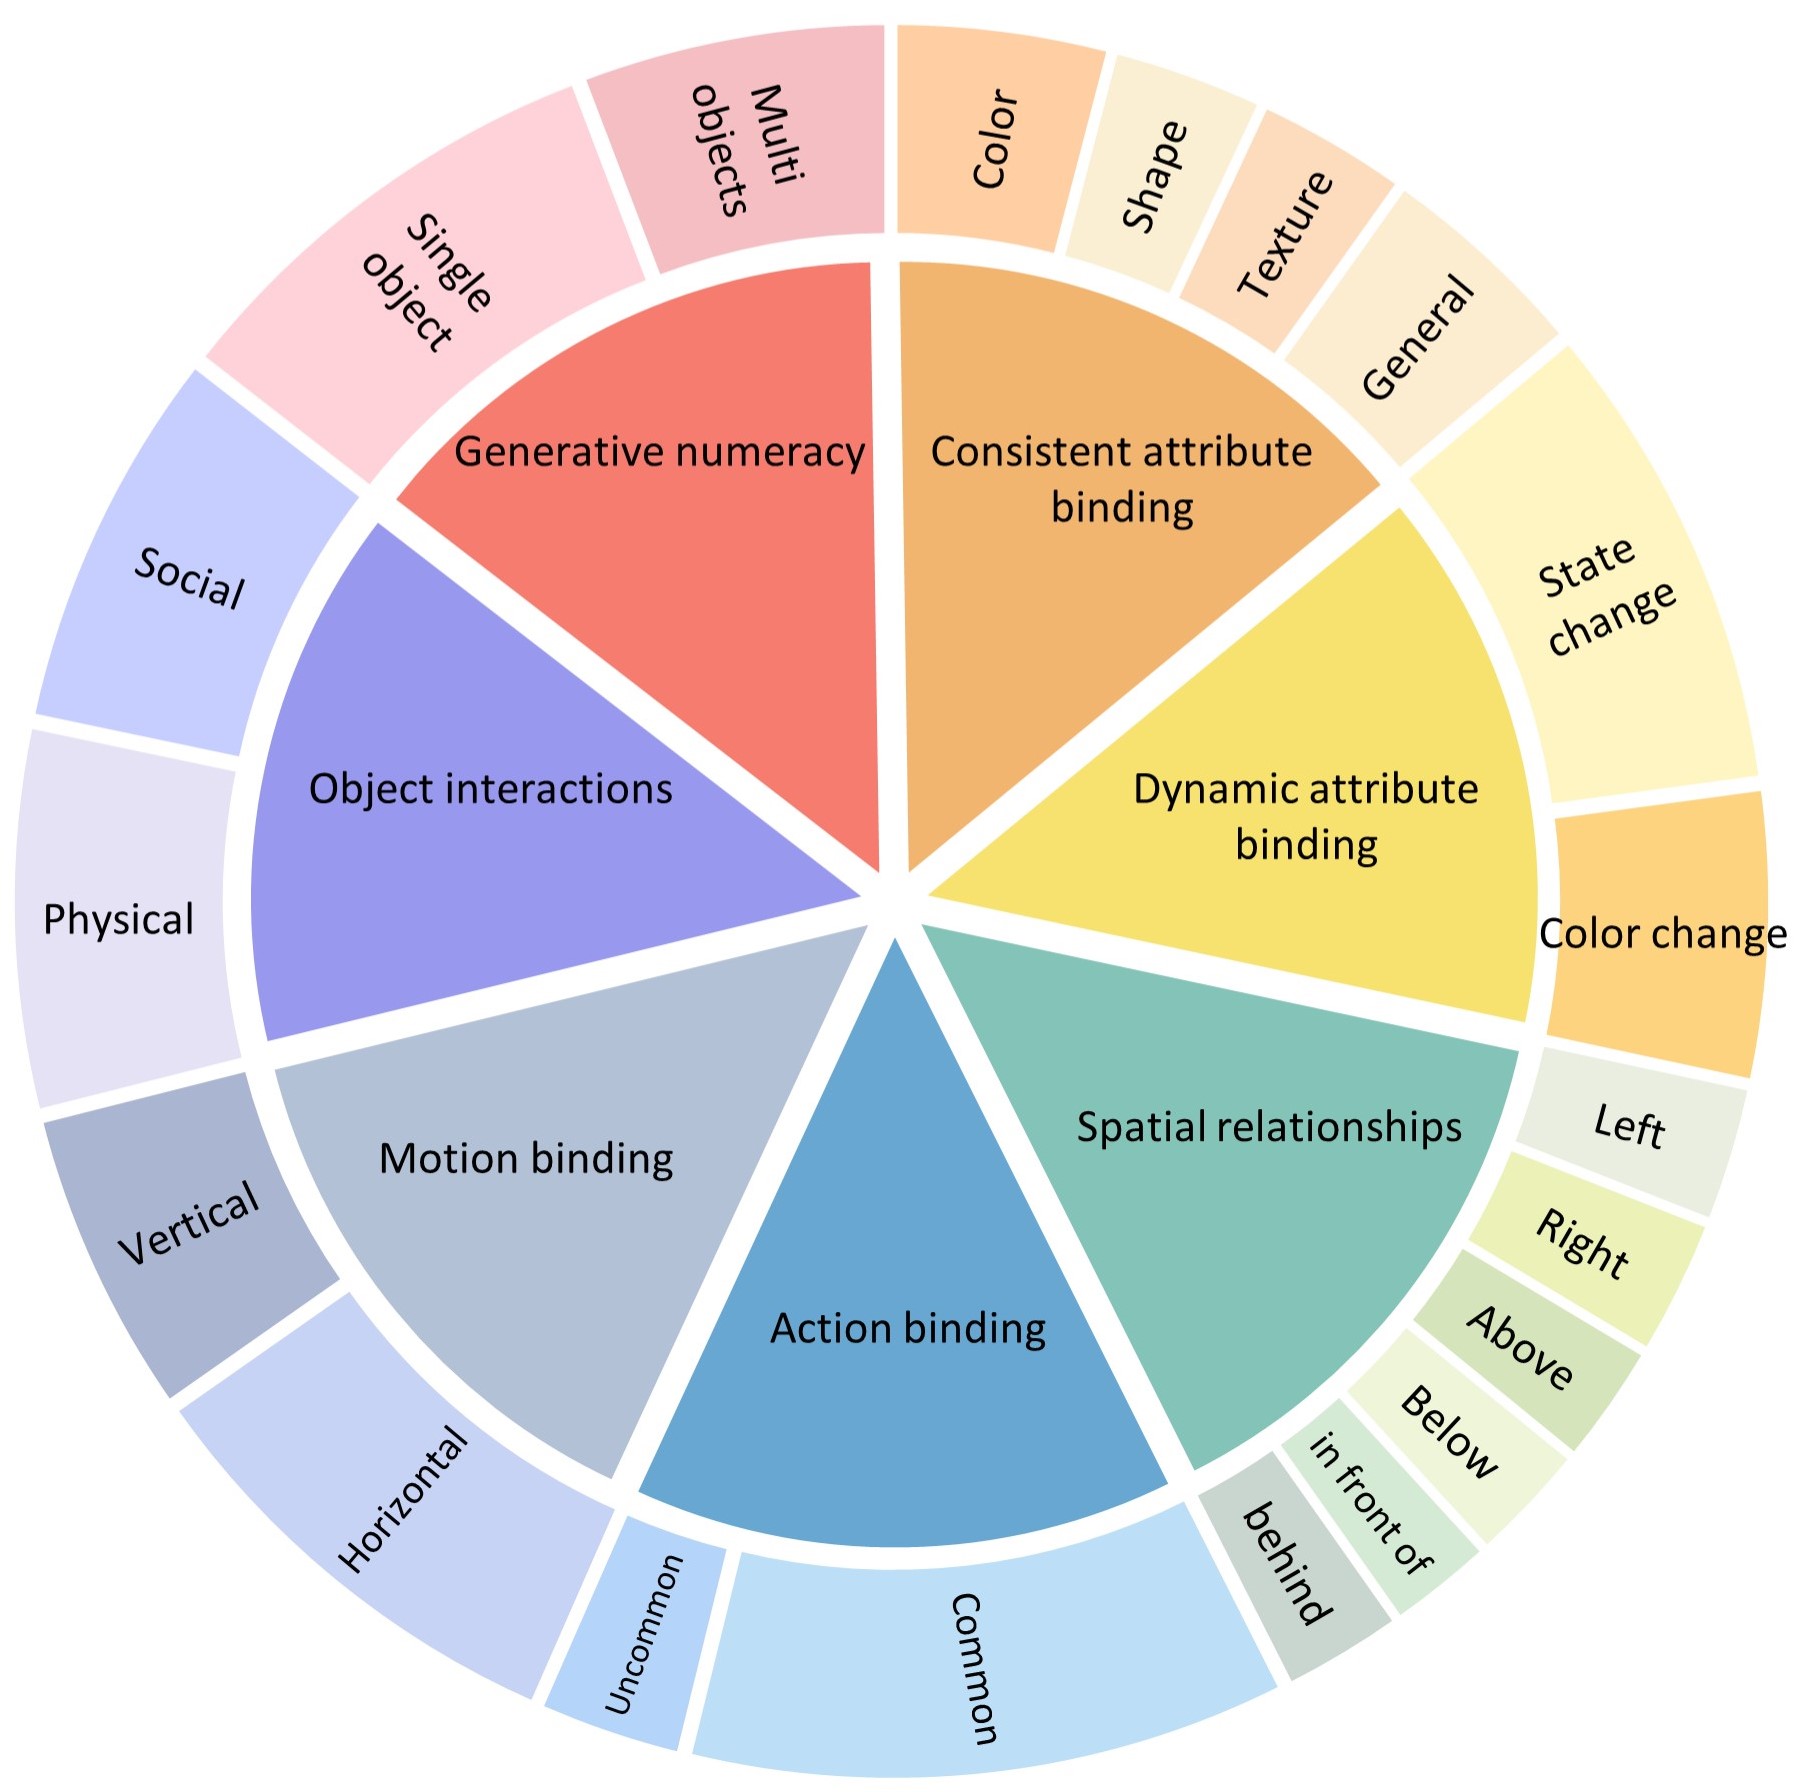 Multi
objects
Color
Shape
Texture
General
Single
object
Generative numeracy
Consistent attribute
binding
State
change
Social
Object interactions
Dynamic attribute
binding
Physical
Color change
Motion binding
Spatial relationships
Left
Right
Vertical
Above
Action binding
Below
in front of
behind
Horizontal
Uncommon
Common